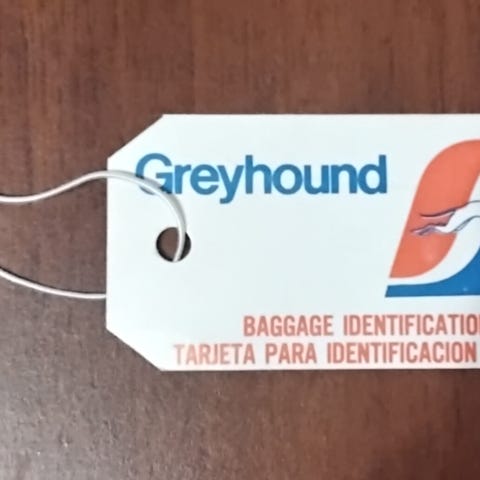 Greyhound
BAGGAGE IDENTIFICATIO
TARJETA PARA IDENTIFICACION